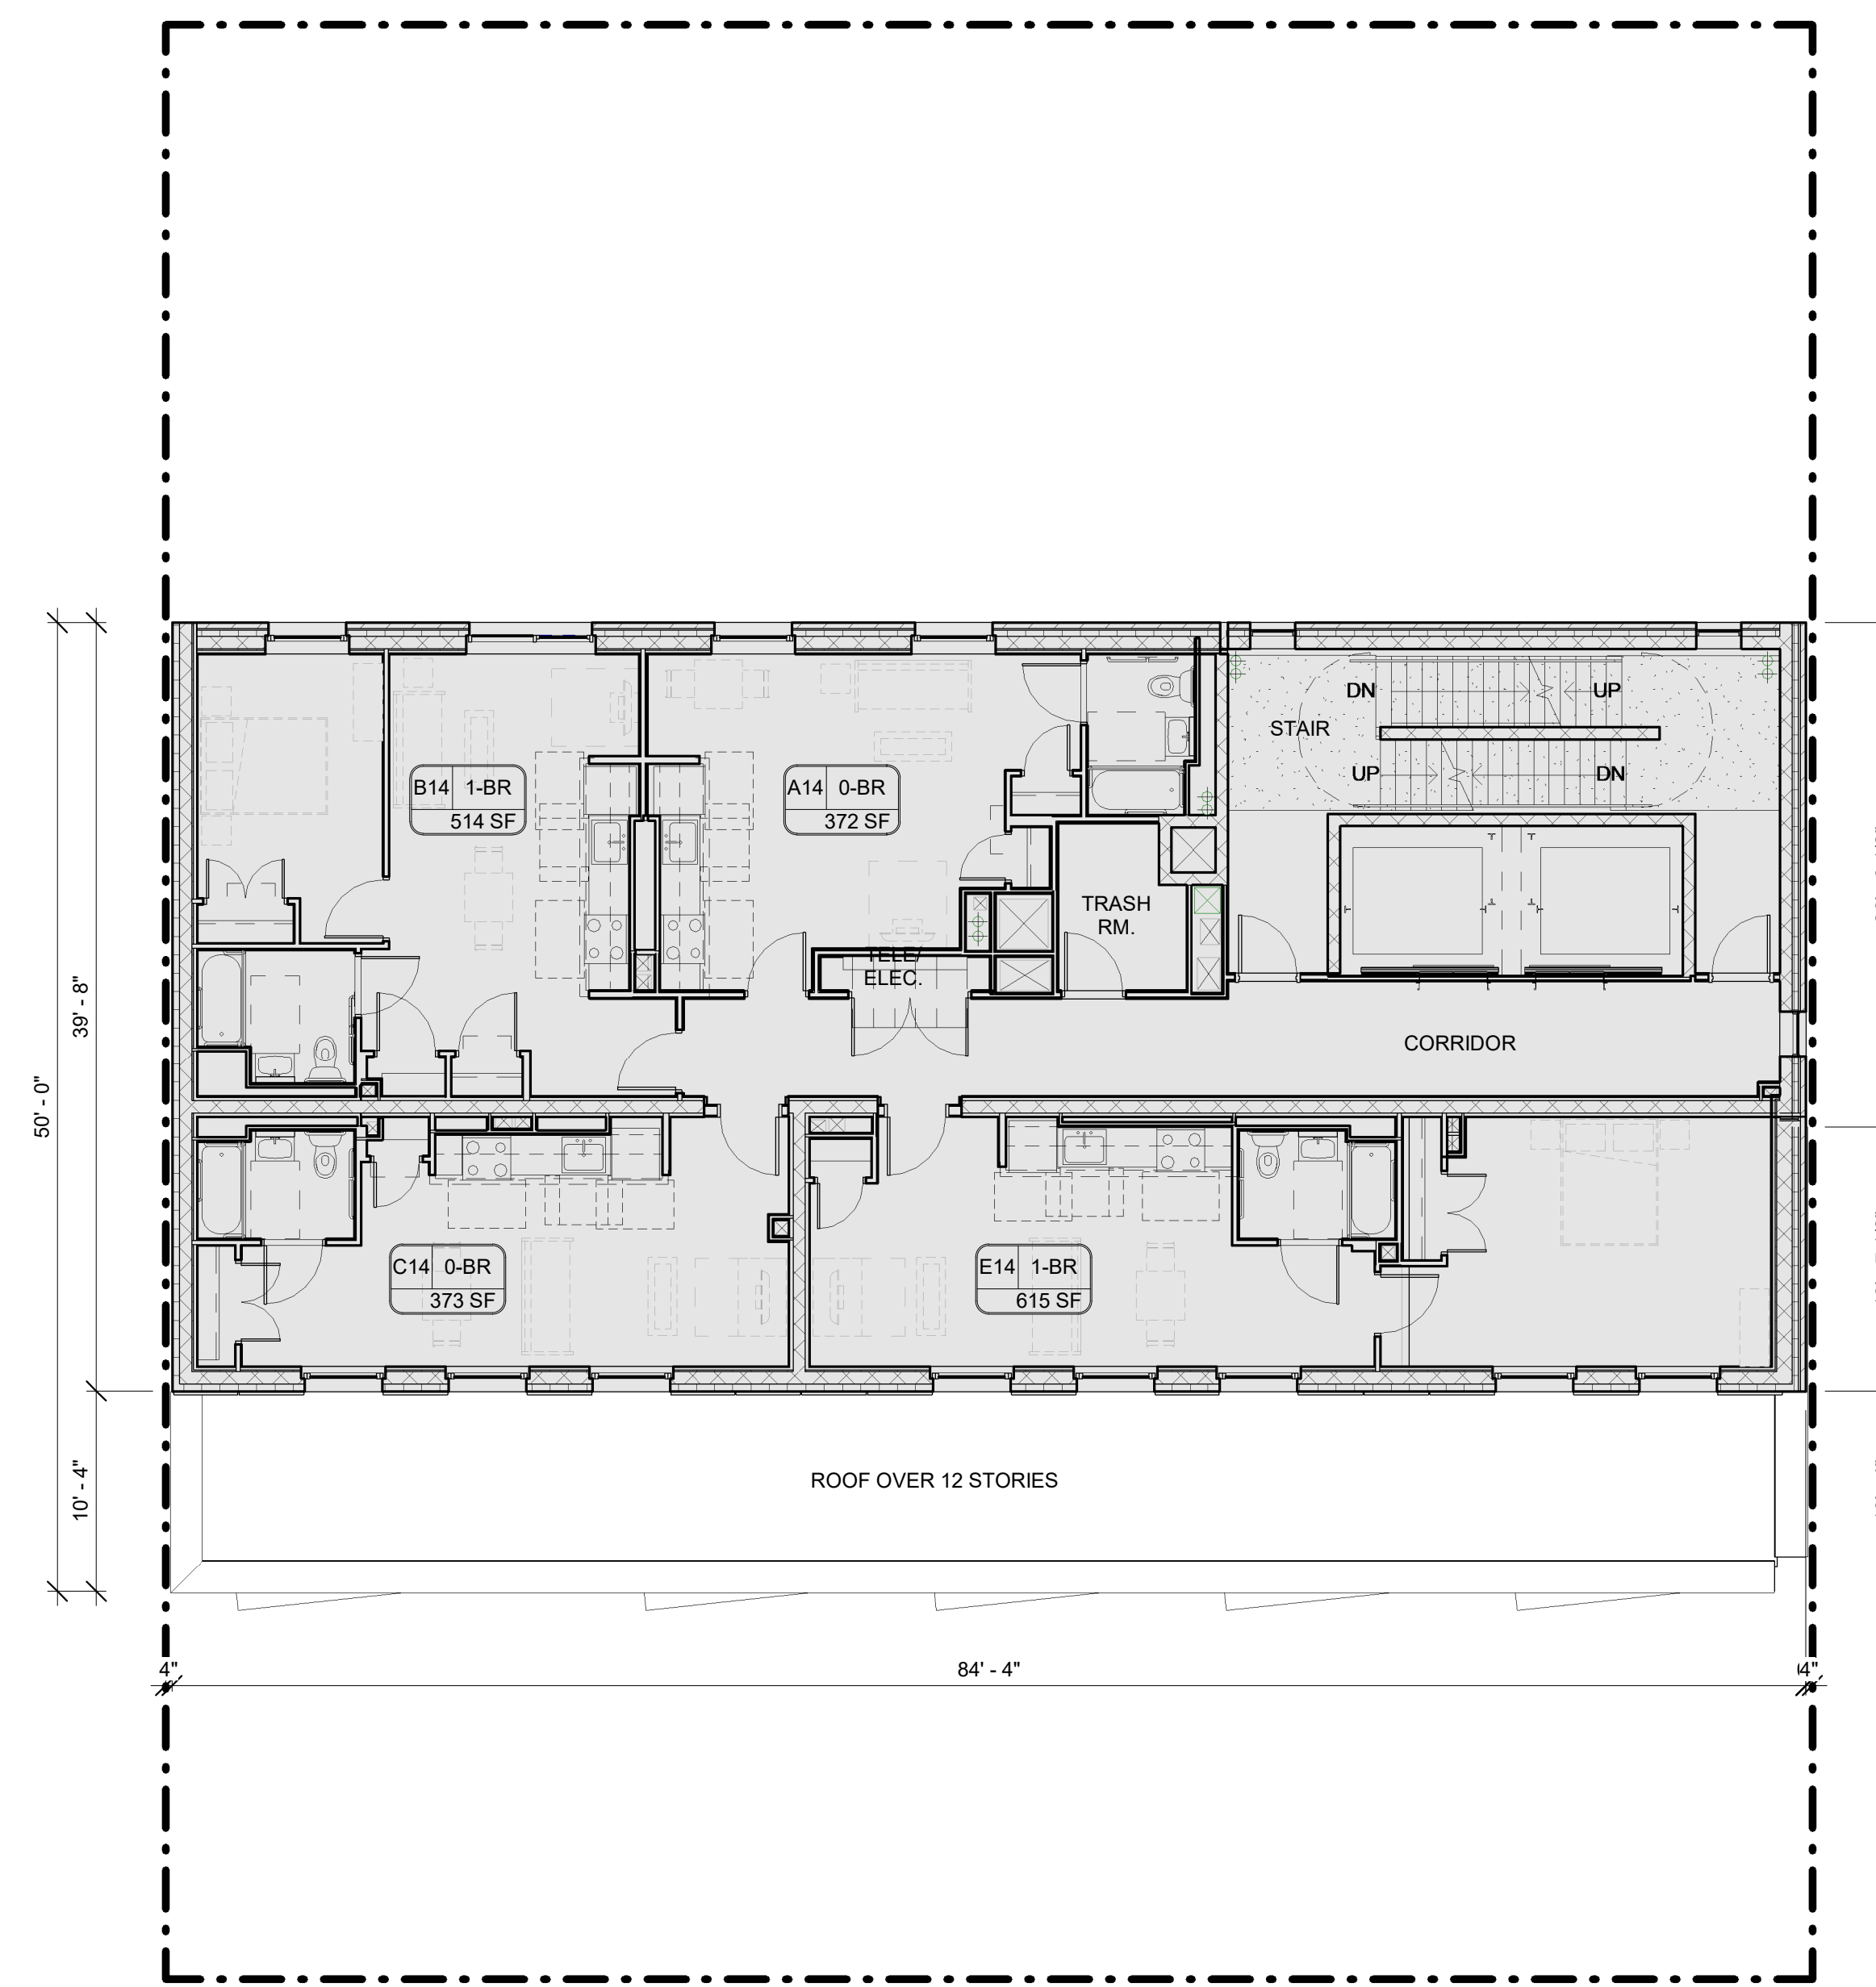 DN
UP
STAIR
UP
DN
B14 1-BR
514 SF
A14 0-BR
372 SF
TRASH
RM.
TELE/
ELEC.
39' - 8"
50' - 0"
CORRIDOR
C14 0-BR
373 SF
E14 1-BR
615 SF
10' - 4"
ROOF OVER 12 STORIES
4"
84' - 4"
4"